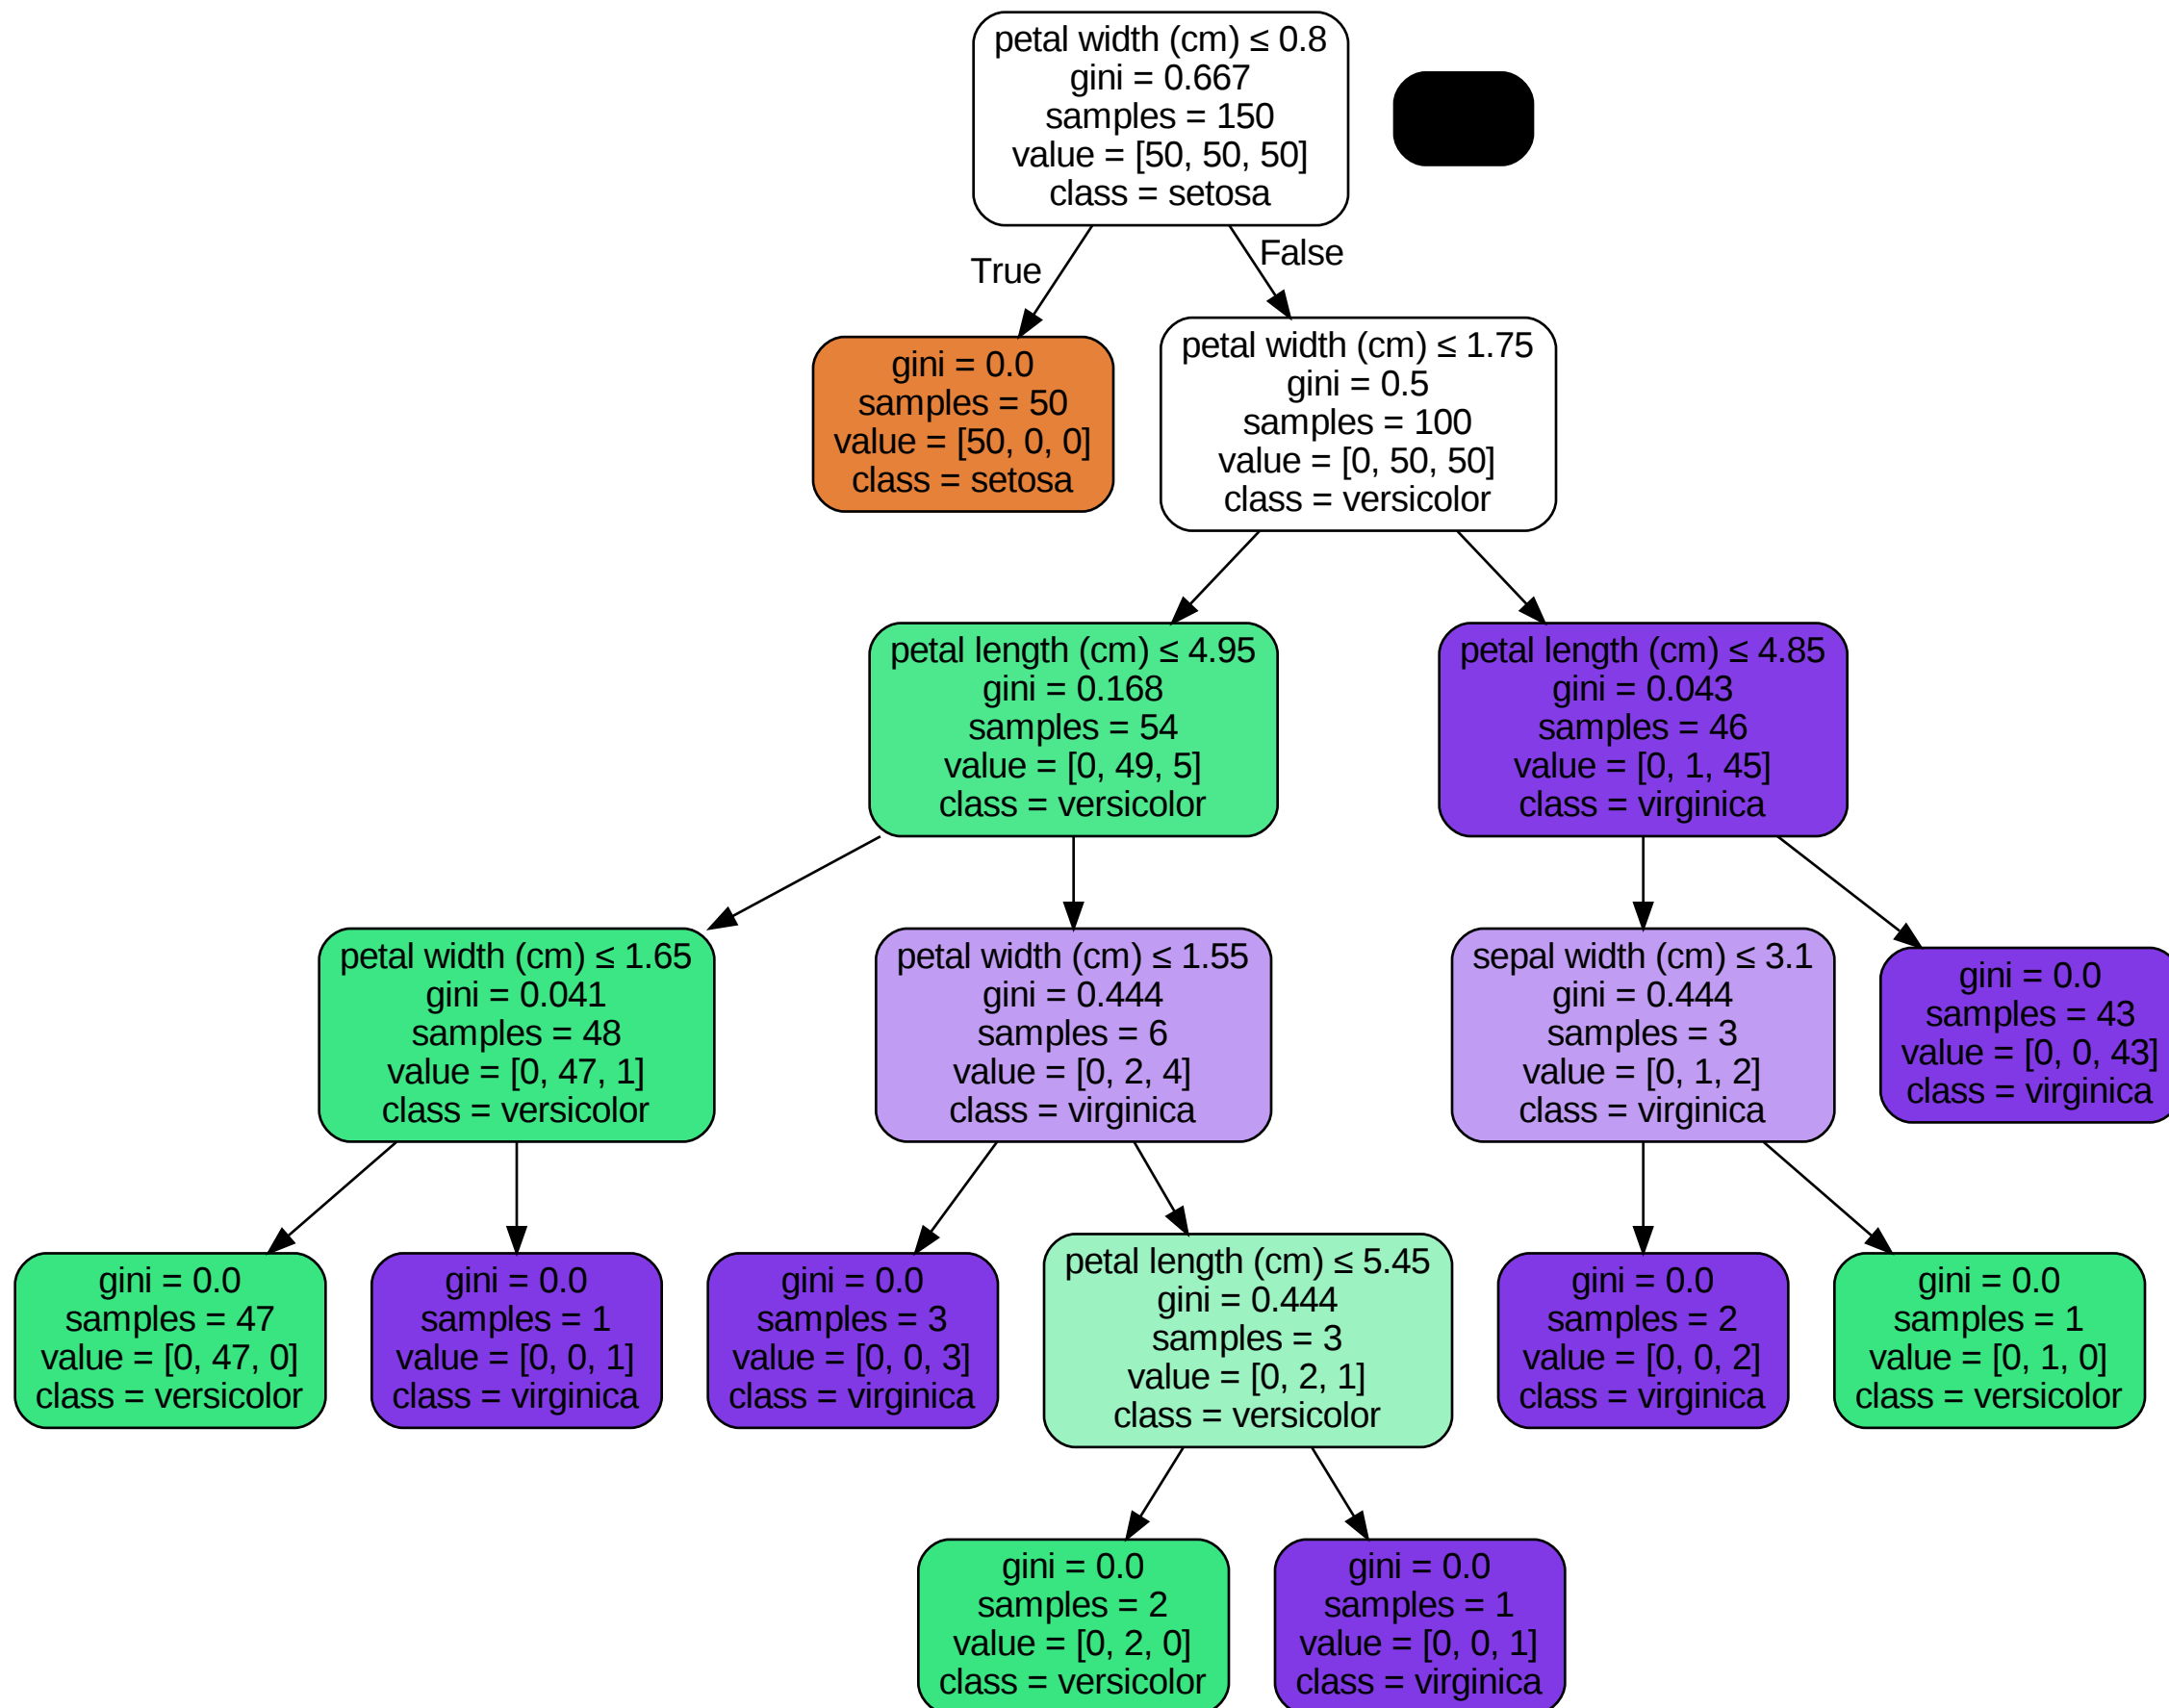 petal width (cm) ≤ 0.8
gini = 0.667
samples = 150
value = [50, 50, 50]
class = setosa
True
False
gini = 0.0
samples = 50
value = [50, 0, 0]
class = setosa
petal width (cm) ≤ 1.75
gini = 0.5
samples = 100
value = [0, 50, 50]
class = versicolor
petal length (cm) ≤ 4.95
gini = 0.168
samples = 54
value = [0, 49, 5]
class = versicolor
petal length (cm) ≤ 4.85
gini = 0.043
samples = 46
value = [0, 1, 45]
class = virginica
petal width (cm) ≤ 1.65
gini = 0.041
samples = 48
value = [0, 47, 1]
class = versicolor
petal width (cm) ≤ 1.55
gini = 0.444
samples = 6
value = [0, 2, 4]
class = virginica
sepal width (cm) ≤ 3.1
gini = 0.444
samples = 3
value = [0, 1, 2]
class = virginica
gini = 0.0
samples = 43
value = [0, 0, 43]
class = virginica
gini = 0.0
samples = 47
value = [0, 47, 0]
class = versicolor
gini = 0.0
samples = 1
value = [0, 0, 1]
class = virginica
gini = 0.0
samples = 3
value = [0, 0, 3]
class = virginica
petal length (cm) ≤ 5.45
gini = 0.444
samples = 3
value = [0, 2, 1]
class = versicolor
gini = 0.0
samples = 2
value = [0, 0, 2]
class = virginica
gini = 0.0
samples = 1
value = [0, 1, 0]
class = versicolor
gini = 0.0
samples = 2
value = [0, 2, 0]
class = versicolor
gini = 0.0
samples = 1
value = [0, 0, 1]
class = virginica